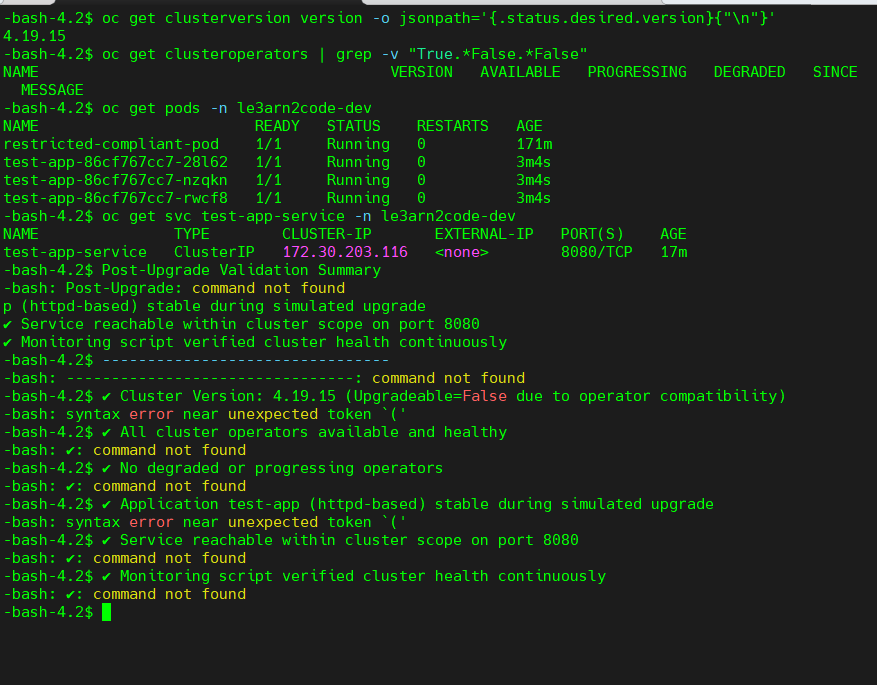 -bash-4.2$ oc get clusterversion version -o jsonpath='{.status.desired.version}{"\n"}'
4.19.15
-bash-4.2$ oc get clusteroperators | grep -v "True.*False.*False"
NAME                                       VERSION   AVAILABLE   PROGRESSING   DEGRADED   SINCE
  MESSAGE
-bash-4.2$ oc get pods -n le3arn2code-dev
NAME                        READY   STATUS    RESTARTS   AGE
restricted-compliant-pod    1/1     Running   0          171m
test-app-86cf767cc7-28l62   1/1     Running   0          3m4s
test-app-86cf767cc7-nzqkn   1/1     Running   0          3m4s
test-app-86cf767cc7-rwcf8   1/1     Running   0          3m4s
-bash-4.2$ oc get svc test-app-service -n le3arn2code-dev
NAME               TYPE        CLUSTER-IP       EXTERNAL-IP   PORT(S)    AGE
test-app-service   ClusterIP   172.30.203.116   <none>        8080/TCP   17m
-bash-4.2$ Post-Upgrade Validation Summary
-bash: Post-Upgrade: command not found
p (httpd-based) stable during simulated upgrade
✔ Service reachable within cluster scope on port 8080
✔ Monitoring script verified cluster health continuously
-bash-4.2$ --------------------------------
-bash: --------------------------------: command not found
-bash-4.2$ ✔ Cluster Version: 4.19.15 (Upgradeable=False due to operator compatibility)
-bash: syntax error near unexpected token `('
-bash-4.2$ ✔ All cluster operators available and healthy
-bash: ✔: command not found
-bash-4.2$ ✔ No degraded or progressing operators
-bash: ✔: command not found
-bash-4.2$ ✔ Application test-app (httpd-based) stable during simulated upgrade
-bash: syntax error near unexpected token `('
-bash-4.2$ ✔ Service reachable within cluster scope on port 8080
-bash: ✔: command not found
-bash-4.2$ ✔ Monitoring script verified cluster health continuously
-bash: ✔: command not found
-bash-4.2$